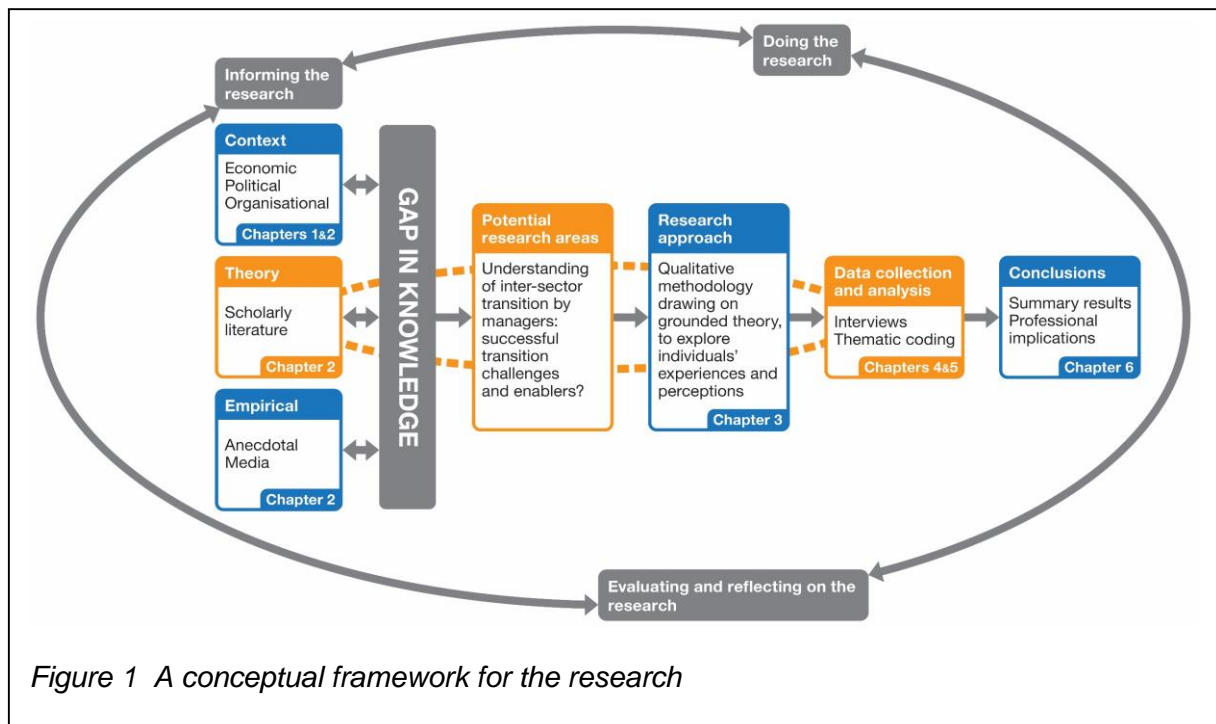 Doing the
research
Informing the
research
Context
Economic
Political
Organisational
Chapters 1&2
Theory
Scholarly
literature
Chapter 2
Empirical
Anecdotal
Media
Chapter 2
GAP IN KNOWLEDGE
Potential
research areas
Understanding
of inter-sector
transition by
managers:
successful
transition
challenges
and enablers?
Research
approach
Qualitative
methodology
drawing on
grounded theory,
to explore
individuals'
experiences and
perceptions
Chapter 3
Data collection
and analysis
Interviews
Thematic coding
Chapters 4&5
Conclusions
Summary results
Professional
implications
Chapter 6
Evaluating and reflecting on the
research
Figure 1 A conceptual framework for the research